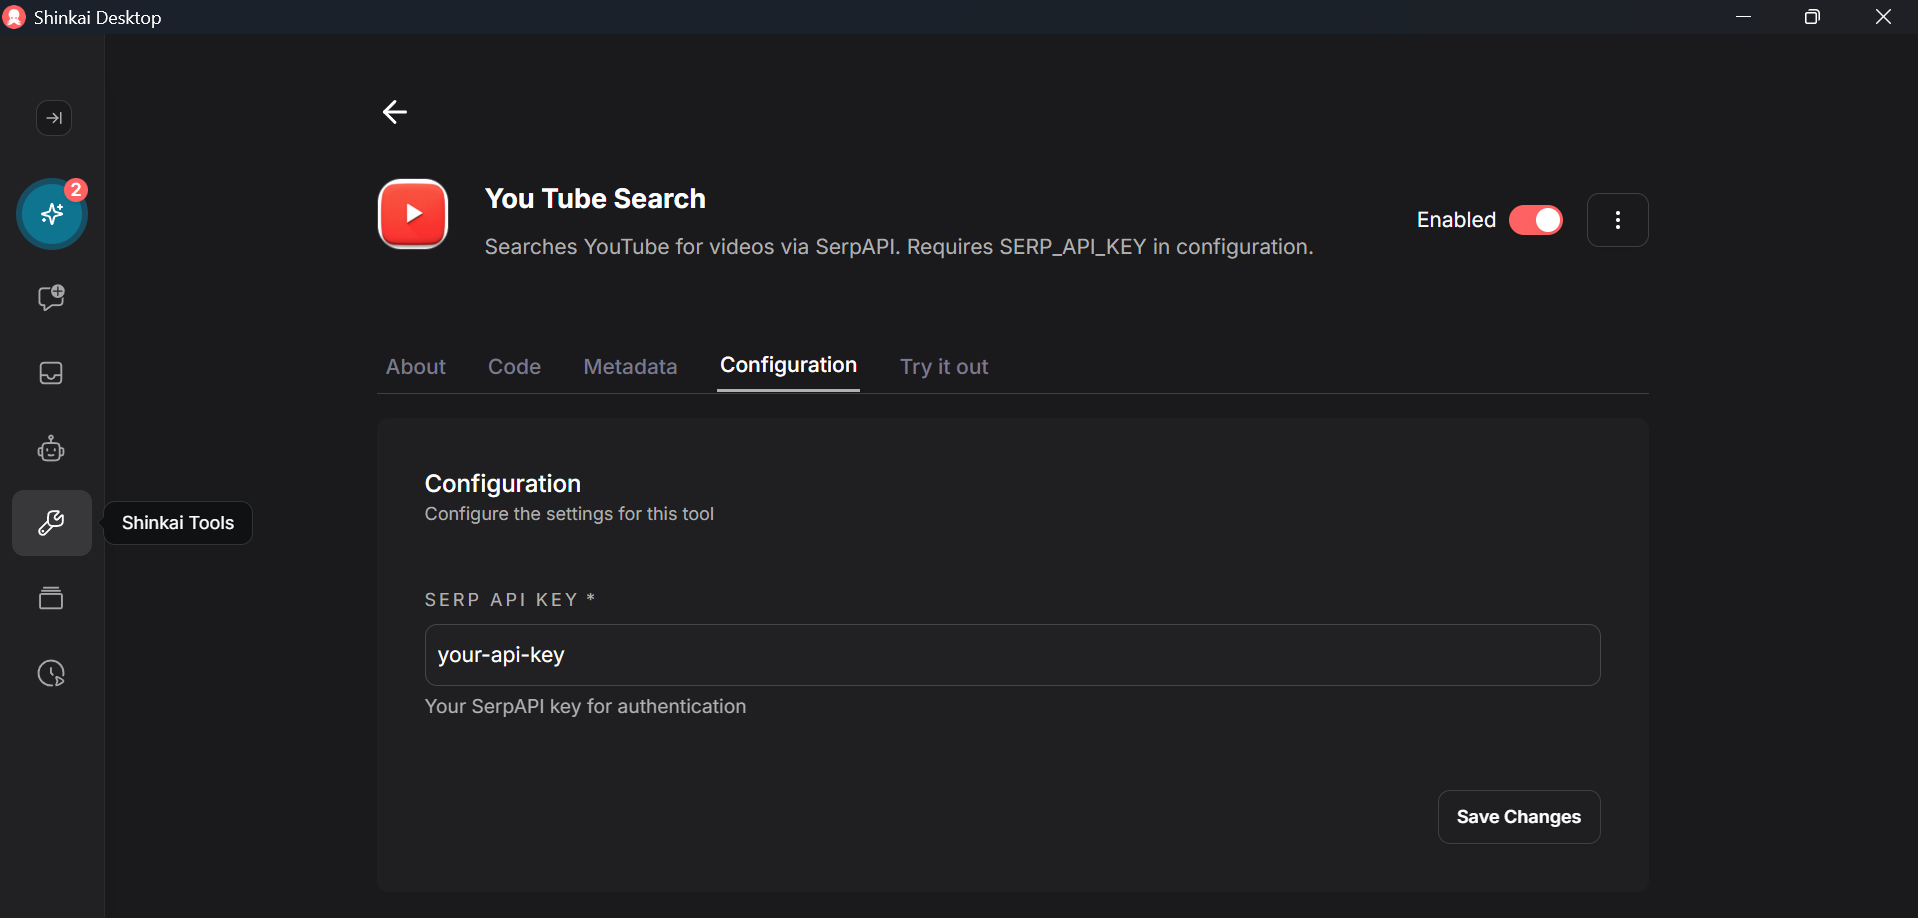 Shinkai Desktop
2
You Tube Search
Searches YouTube for videos via SerpAPI. Requires SERP_API_KEY in configuration.
Enabled
About Code Metadata Configuration Try it out
Configuration
Configure the settings for this tool
Shinkai Tools
SERP API KEY *
your-api-key
Your SerpAPI key for authentication
Save Changes